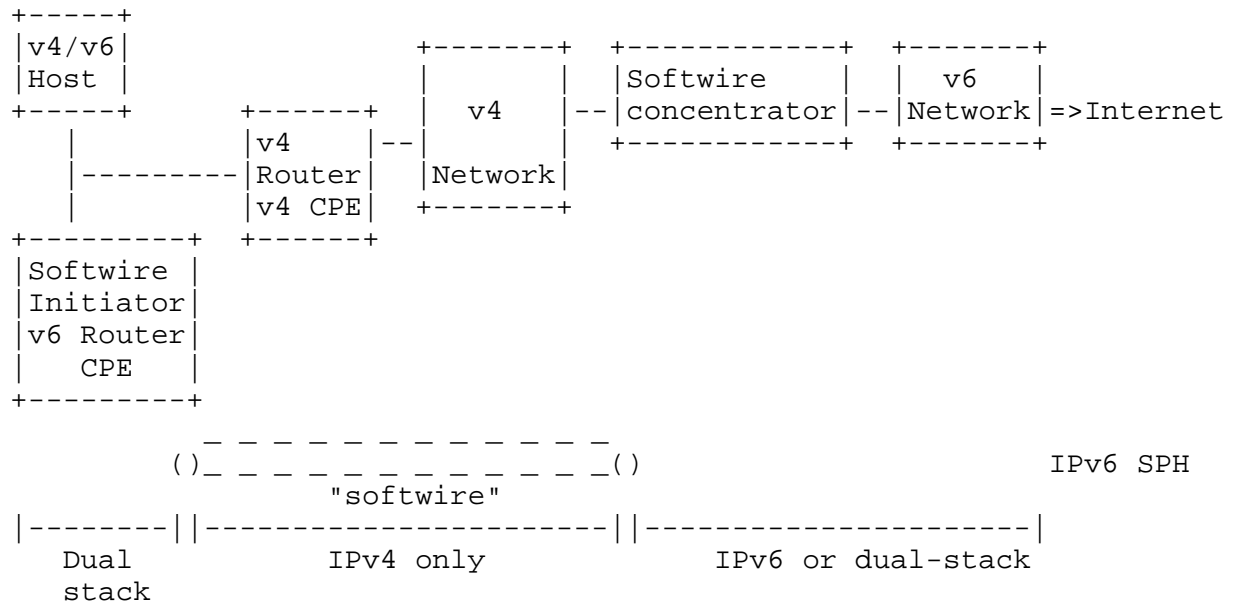 +-----+
|v4/v6|                 +-------+  +------------+  +-------+
|Host |                 |       |  |Softwire    |  |  v6   |
+-----+      +------+   |  v4   |--|concentrator|--|Network|=>Internet
   |         |v4    |--|        |  +------------+  +-------+
   |---------|Router|  |Network|
   |         |v4 CPE|  +-------+
+---------+  +------+
|Softwire |
|Initiator|
|v6 Router|
|   CPE   |
+---------+
_ _ _ _ _ _ _ _ _ _ _ _
()_ _ _ _ _ _ _ _ _ _ _ _() IPv6 SPH
"softwire"
|--------||-----------------------||----------------------|
Dual IPv4 only IPv6 or dual-stack
stack